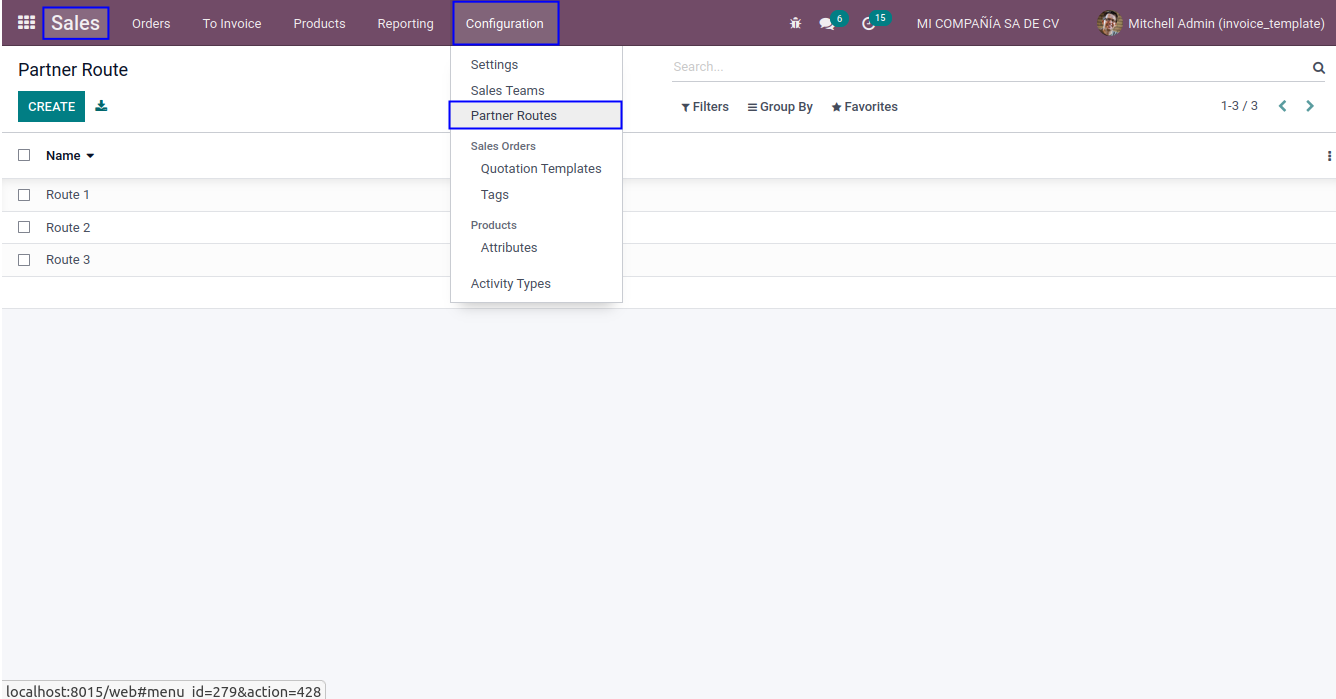 Sales Orders To Invoice Products Reporting Configuration 6 15 MI COMPAÑÍA SA DE CV Mitchell Admin (invoice_template)
Partner Route
Search...
CREATE
Filters Group By Favorites 1-3 / 3
Settings
Sales Teams
Partner Routes
Sales Orders
Quotation Templates
Tags
Products
Attributes
Activity Types
Name
Route 1
Route 2
Route 3
localhost:8015/web#menu_id=279&action=428